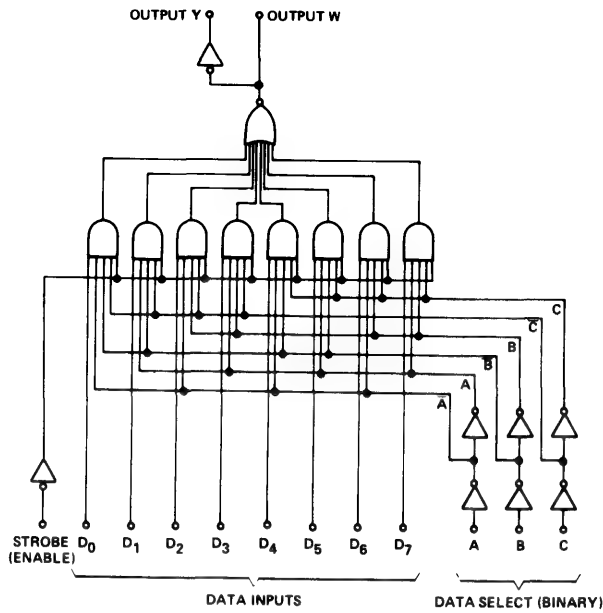 OUTPUT Y OUTPUT W
C
C̅
B
B̅
A
A̅
STROBE (ENABLE) D0 D1 D2 D3 D4 D5 D6 D7 A B C
DATA INPUTS DATA SELECT (BINARY)